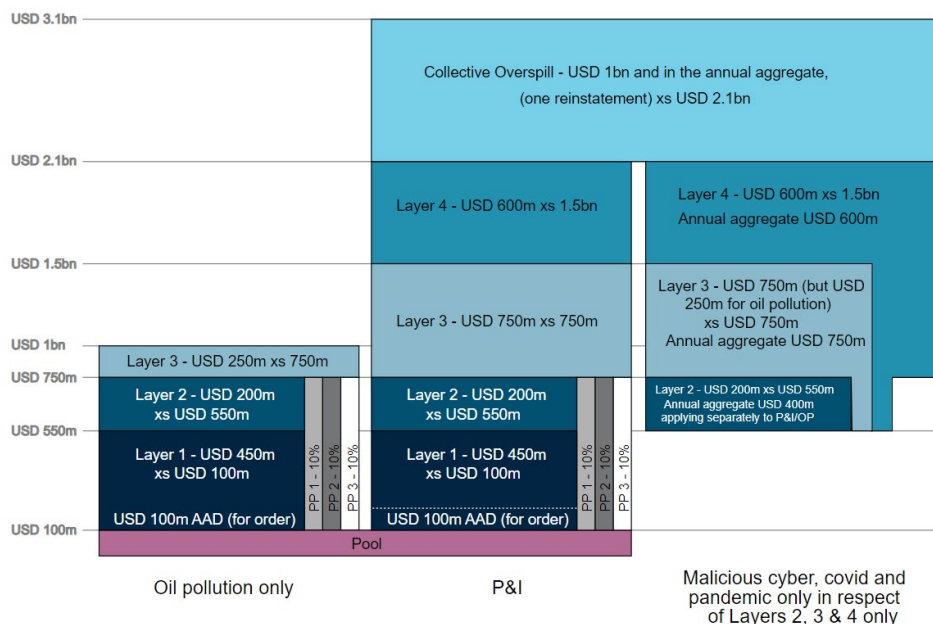 USD 3.1bn
Collective Overspill - USD 1bn and in the annual aggregate,
(one reinstatement) xs USD 2.1bn
USD 2.1bn
Layer 4 - USD 600m xs 1.5bn
Layer 4 - USD 600m xs 1.5bn
Annual aggregate USD 600m
USD 1.5bn
Layer 3 - USD 750m xs 750m
Layer 3 - USD 750m (but USD
250m for oil pollution)
xs USD 750m
Annual aggregate USD 750m
USD 1bn
Layer 3 - USD 250m xs 750m
USD 750m
Layer 2 - USD 200m
xs USD 550m
Layer 2 - USD 200m
xs USD 550m
Layer 2 - USD 200m xs USD 550m
Annual aggregate USD 400m
applying separately to P&I/OP
USD 550m
Layer 1 - USD 450m
xs USD 100m
USD 100m AAD (for order)
PP 1 - 10%
PP 2 - 10%
PP 3 - 10%
Layer 1 - USD 450m
xs USD 100m
USD 100m AAD (for order)
PP 1 - 10%
PP 2 - 10%
PP 3 - 10%
USD 100m
Pool
Oil pollution only
P&I
Malicious cyber, covid and
pandemic only in respect
of Layers 2, 3 & 4 only